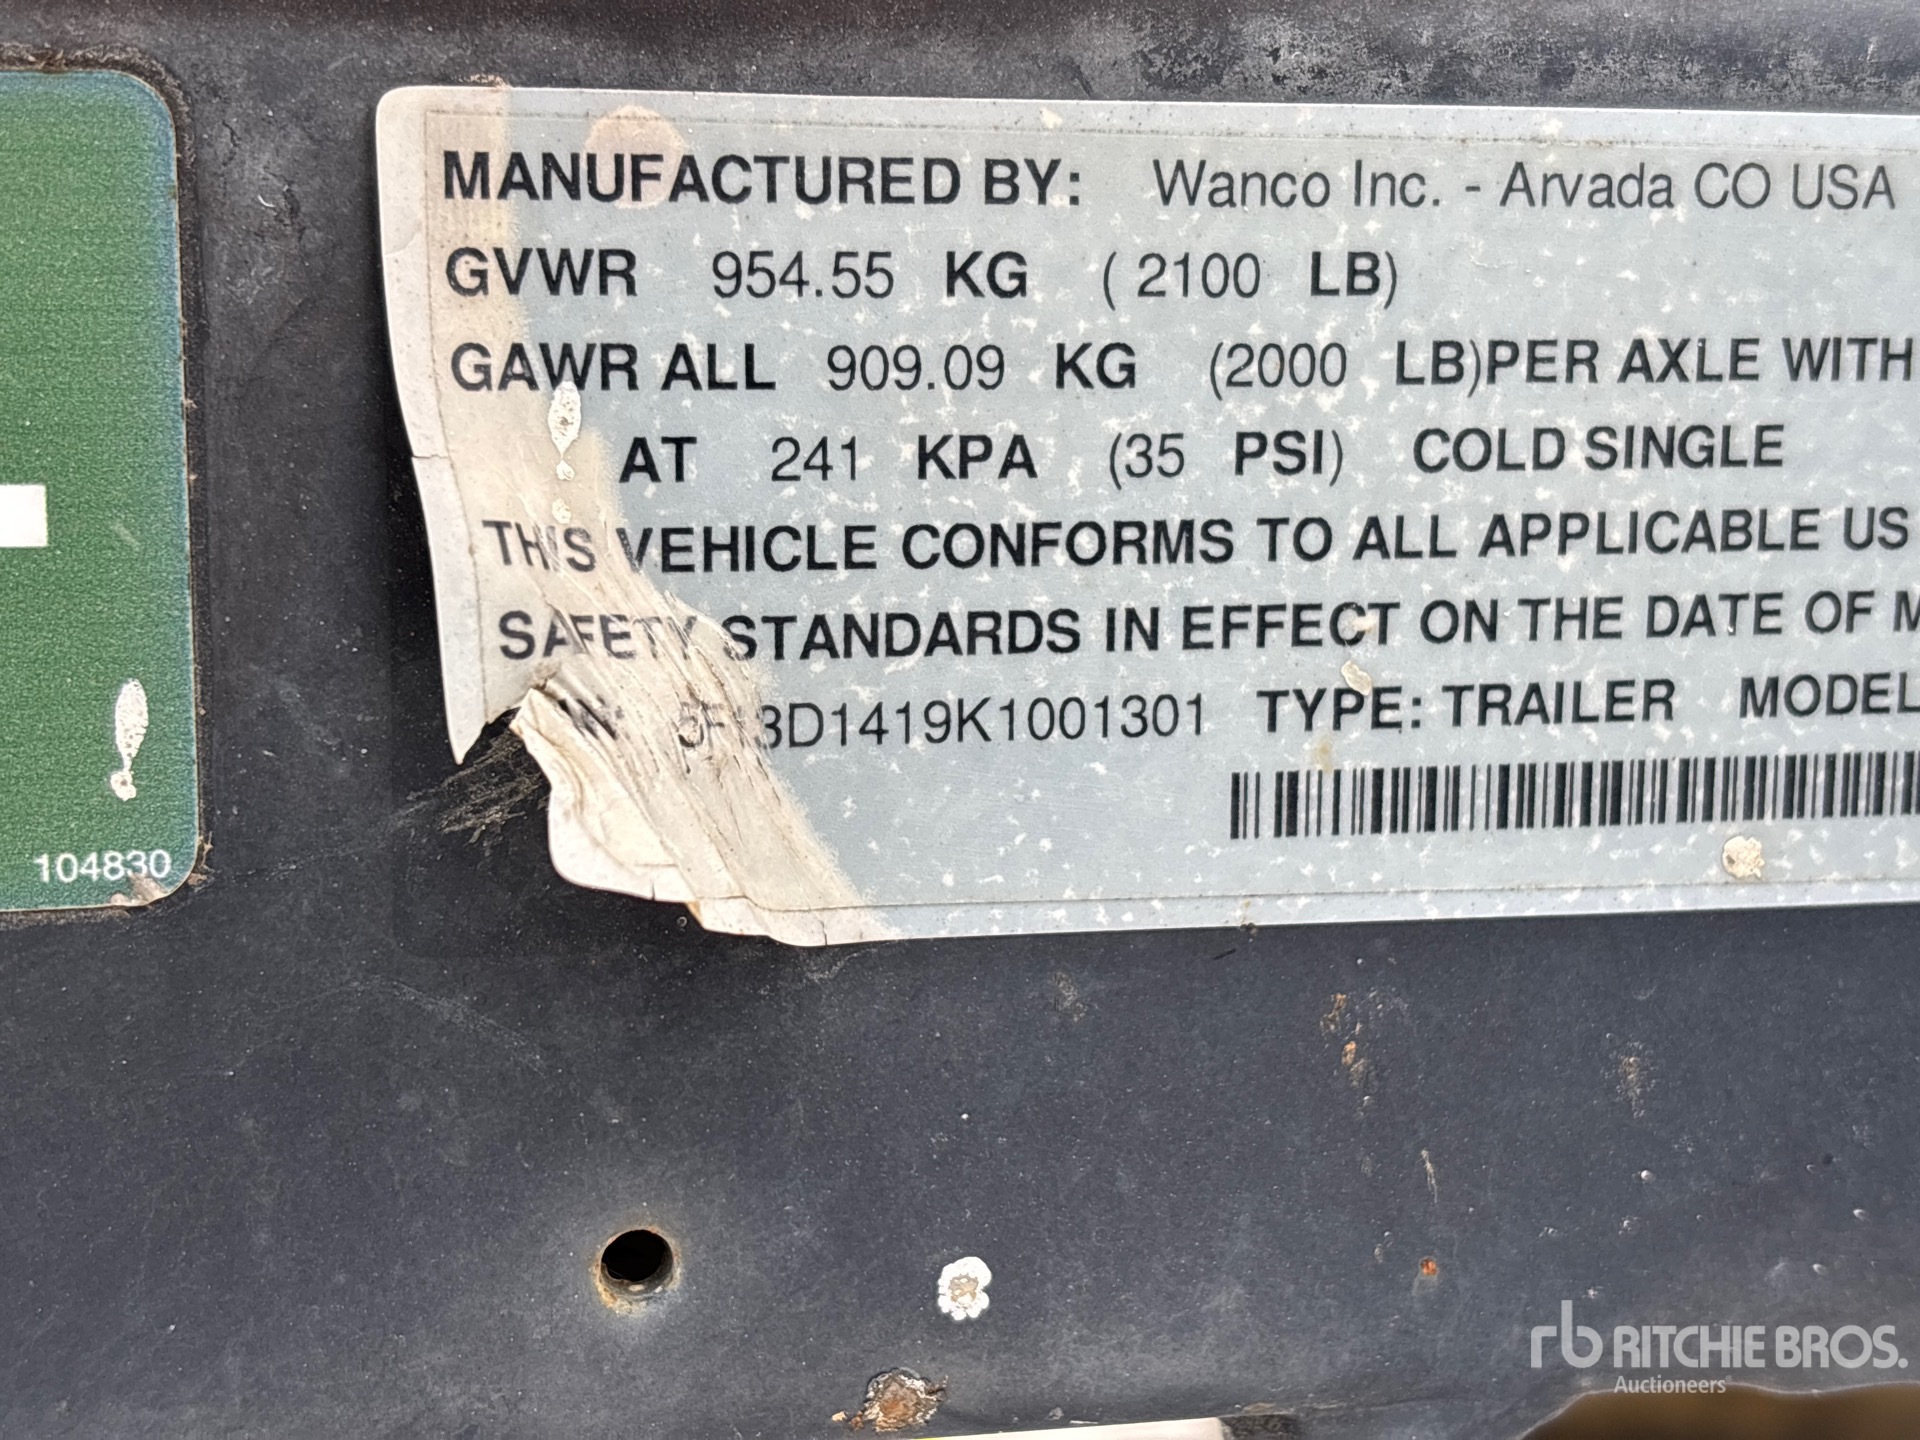 MANUFACTURED BY: Wanco Inc. - Arvada CO USA
GVWR 954.55 KG ( 2100 LB)
GAWR ALL 909.09 KG (2000 LB)PER AXLE WITH
AT 241 KPA (35 PSI) COLD SINGLE
THIS VEHICLE CONFORMS TO ALL APPLICABLE US
SAFETY STANDARDS IN EFFECT ON THE DATE OF M
TYPE: TRAILER MODEL
104830
rb RITCHIE BROS.
Auctioneers